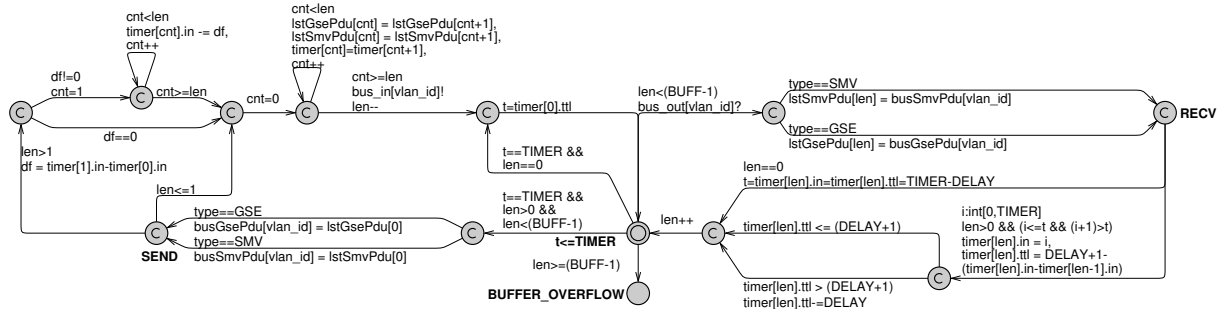 cnt<len
timer[cnt].in -= df,
cnt++
cnt<len
lstGsePdu[cnt] = lstGsePdu[cnt+1],
lstSmvPdu[cnt] = lstSmvPdu[cnt+1],
timer[cnt]=timer[cnt+1],
cnt++
df!=0
cnt=1
cnt>=len
cnt=0
cnt>=len
bus_in[vlan_id]!
len--
t=timer[0].ttl
len<(BUFF-1)
bus_out[vlan_id]?
type==SMV
lstSmvPdu[len] = busSmvPdu[vlan_id]
RECV
df==0
type==GSE
lstGsePdu[len] = busGsePdu[vlan_id]
len>1
df = timer[1].in-timer[0].in
t==TIMER &&
len==0
len==0
t=timer[len].in=timer[len].ttl=TIMER-DELAY
len<=1
t==TIMER &&
len>0 &&
len<(BUFF-1)
len++
i:int[0,TIMER]
len>0 && (i<=t && (i+1)>t)
timer[len].in = i,
timer[len].ttl = DELAY+1-
(timer[len].in-timer[len-1].in)
type==GSE
busGsePdu[vlan_id] = lstGsePdu[0]
timer[len].ttl <= (DELAY+1)
type==SMV
busSmvPdu[vlan_id] = lstSmvPdu[0]
SEND
t<=TIMER
len>=(BUFF-1)
BUFFER_OVERFLOW
timer[len].ttl > (DELAY+1)
timer[len].ttl-=DELAY
C
C
C
C
C
C
C
C
C
C
C